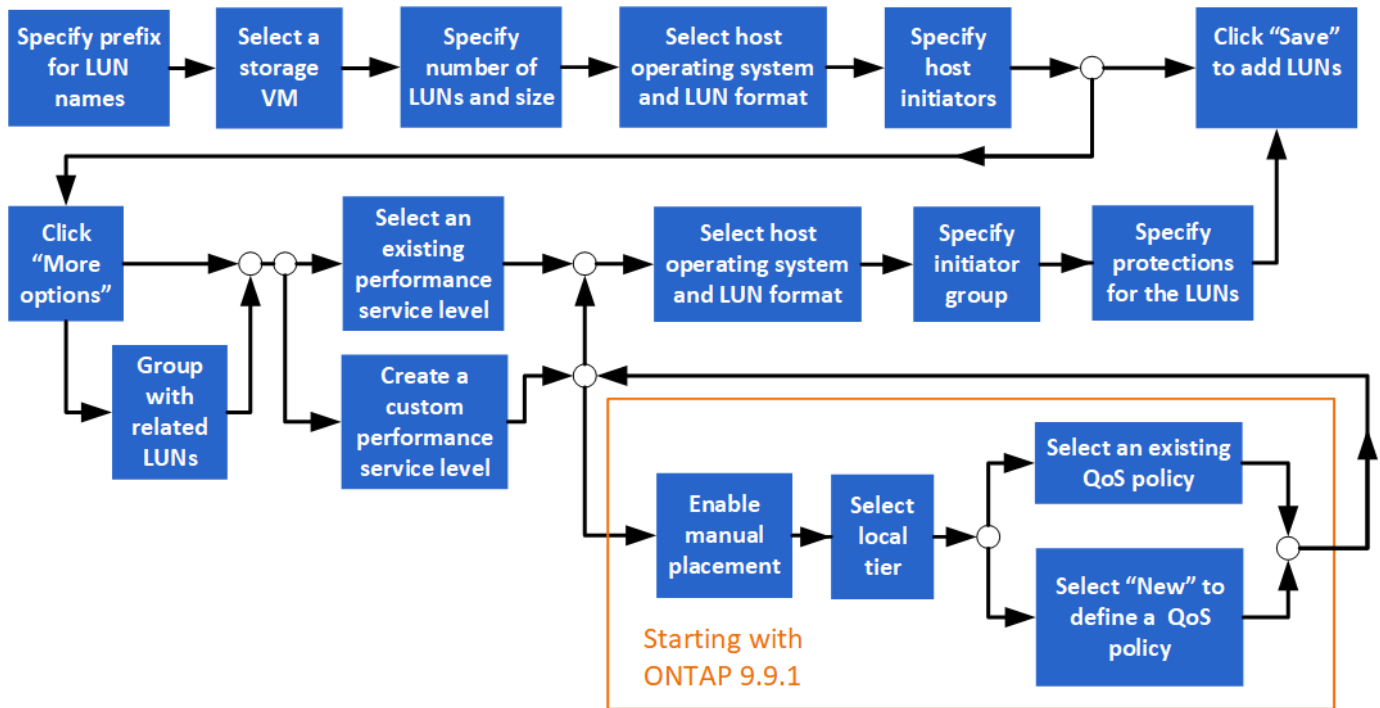 Specify prefix
for LUN
names
Select a
storage
VM
Specify
number of
LUNs and size
Select host
operating system
and LUN format
Specify
host
initiators
Click “Save”
to add LUNs
Click
“More
options”
Group
with
related
LUNs
Select an
existing
performance
service level
Create a
custom
performance
service level
Select host
operating system
and LUN format
Specify
initiator
group
Specify
protections
for the LUNs
Enable
manual
placement
Select
local
tier
Select an existing
QoS policy
Select “New” to
define a QoS
policy
Starting with
ONTAP 9.9.1